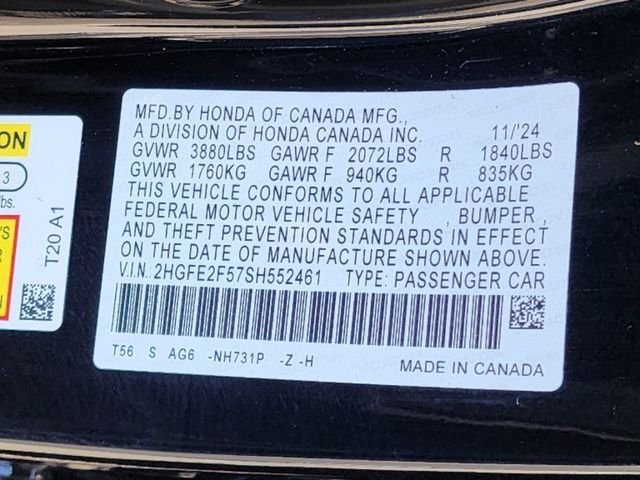 MFD.BY HONDA OF CANADA MFG.,
A DIVISION OF HONDA CANADA INC. 11/'24
GVWR 3880LBS GAWR F 2072LBS R 1840LBS
GVWR 1760KG GAWR F 940KG R 835KG
THIS VEHICLE CONFORMS TO ALL APPLICABLE
FEDERAL MOTOR VEHICLE SAFETY , BUMPER ,
AND THEFT PREVENTION STANDARDS IN EFFECT
ON THE DATE OF MANUFACTURE SHOWN ABOVE.
V.I.N. 2HGFE2F57SH552461 TYPE: PASSENGER CAR
T56 S AG6 -NH731P -Z -H
MADE IN CANADA
ON
3
lbs.
'S
R
N
T20 A1